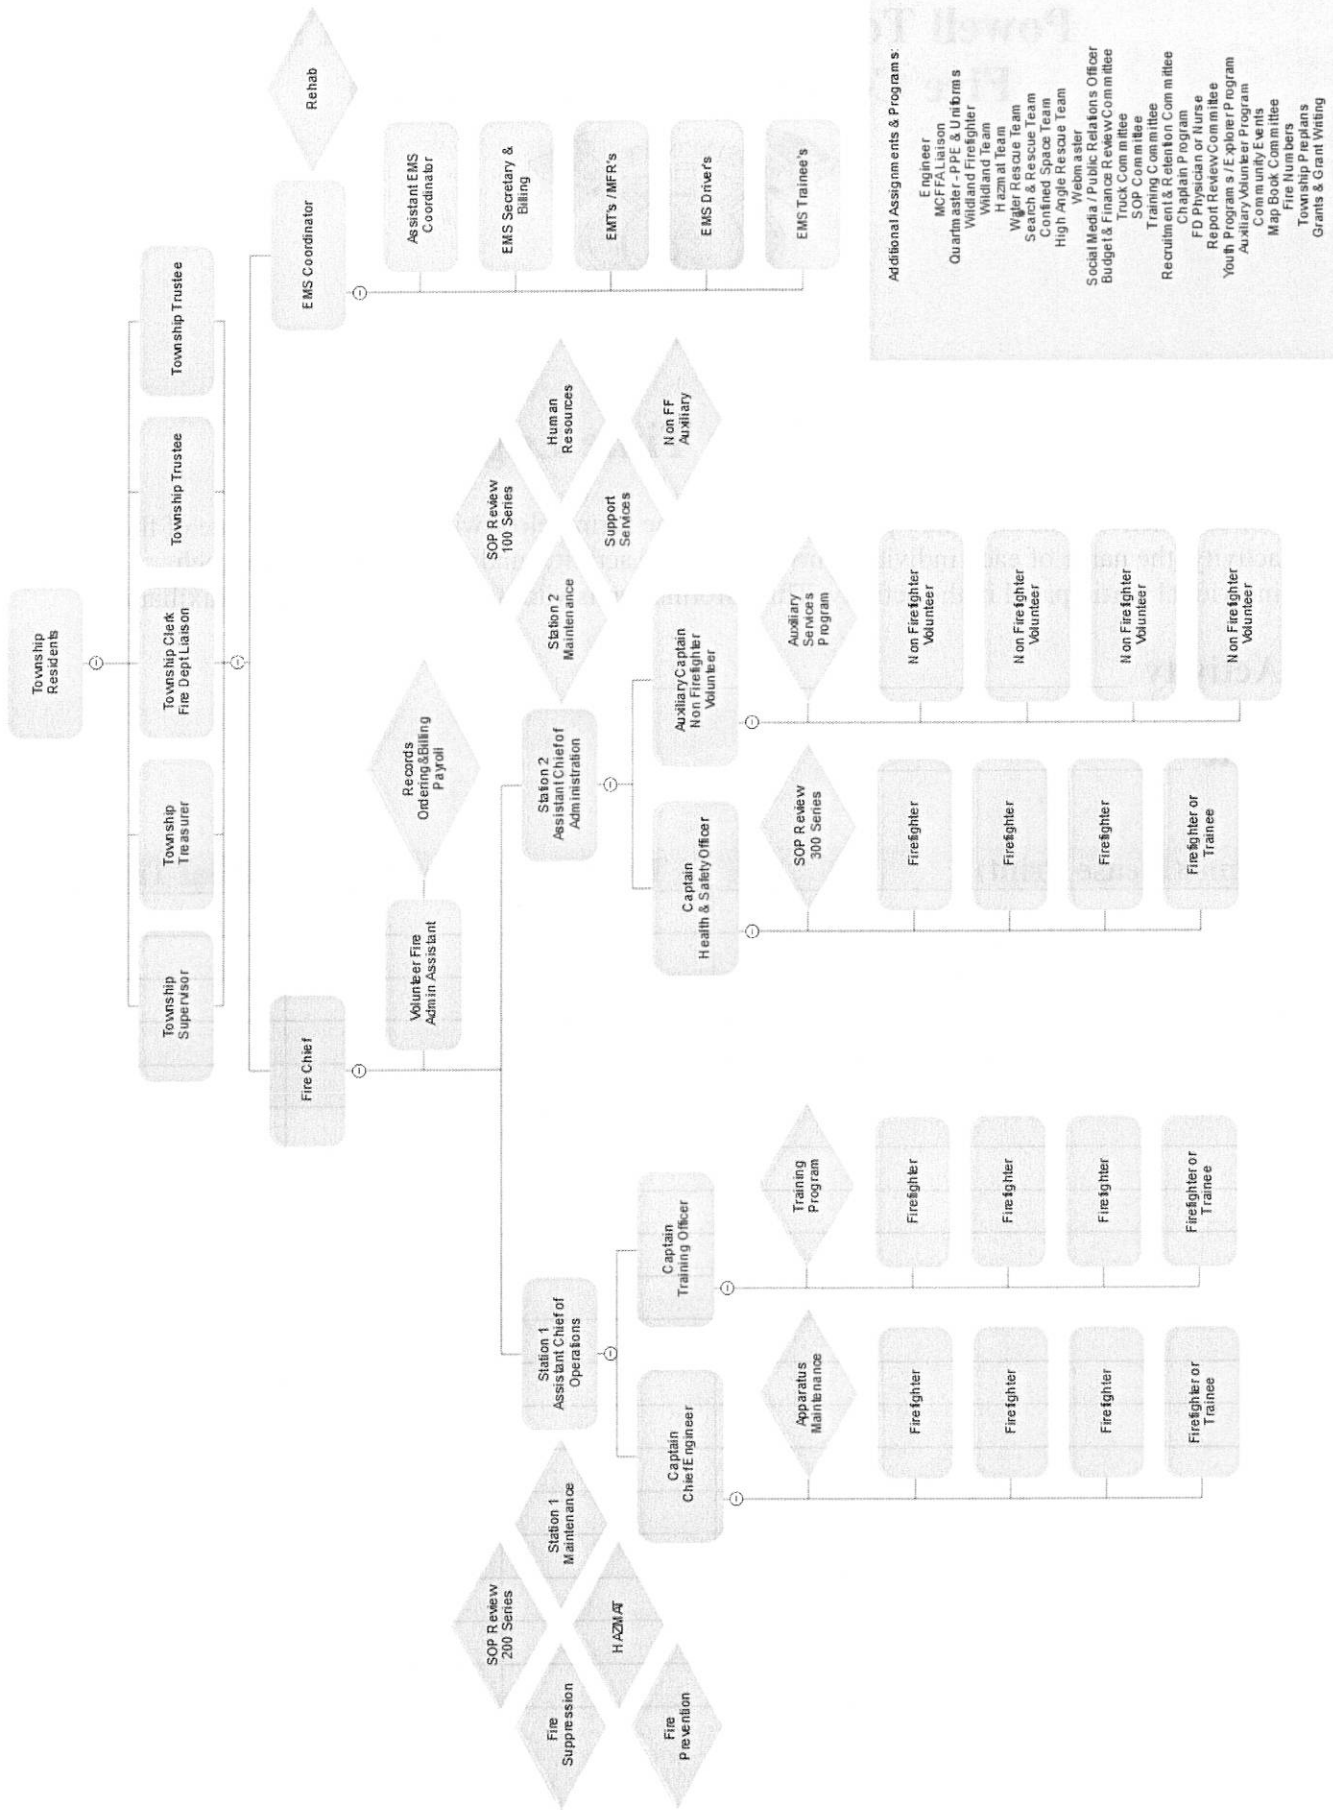 Township
Residents
Township
Supervisor
Township
Treasurer
Township Clerk
Fire Dept Liaison
Township Trustee
Township Trustee
Fire Chief
EMS Coordinator
Rehab
Volunteer Fire
Admin Assistant
Records
Ordering & Billing
Payroll
Assistant EMS
Coordinator
EMS Secretary &
Billing
EMT's / MFR's
EMS Driver's
EMS Trainee's
SOP Review
200 Series
Fire
Suppression
Station 1
Maintenance
HAZMAT
Fire
Prevention
Station 1
Assistant Chief of
Operations
Station 2
Assistant Chief of
Administration
SOP Review
100 Series
Station 2
Maintenance
Human
Resources
Support
Services
Non FF
Auxiliary
Captain
Chief Engineer
Captain
Training Officer
Captain
Health & Safety Officer
Auxiliary Captain
Non Firefighter
Volunteer
Apparatus
Maintenance
Firefighter
Firefighter
Firefighter
Firefighter or
Trainee
Training
Program
Firefighter
Firefighter
Firefighter
Firefighter or
Trainee
SOP Review
300 Series
Firefighter
Firefighter
Firefighter
Firefighter or
Trainee
Auxiliary
Services
Program
Non Firefighter
Volunteer
Non Firefighter
Volunteer
Non Firefighter
Volunteer
Non Firefighter
Volunteer
Additional Assignments & Programs:
Engineer
MCFFA Liaison
Quartmaster - PPE & Uniforms
Wildland Firefighter
Wildland Team
Hazmat Team
Water Rescue Team
Search & Rescue Team
Confined Space Team
High Angle Rescue Team
Webmaster
Social Media / Public Relations Officer
Budget & Finance Review Committee
Truck Committee
SOP Committee
Training Committee
Recruitment & Retention Committee
Chaplain Program
FD Physician or Nurse
Report Review Committee
Youth Programs / Explorer Program
Auxiliary Volunteer Program
Community Events
Map Book Committee
Fire Numbers
Township Preplans
Grants & Grant Writing